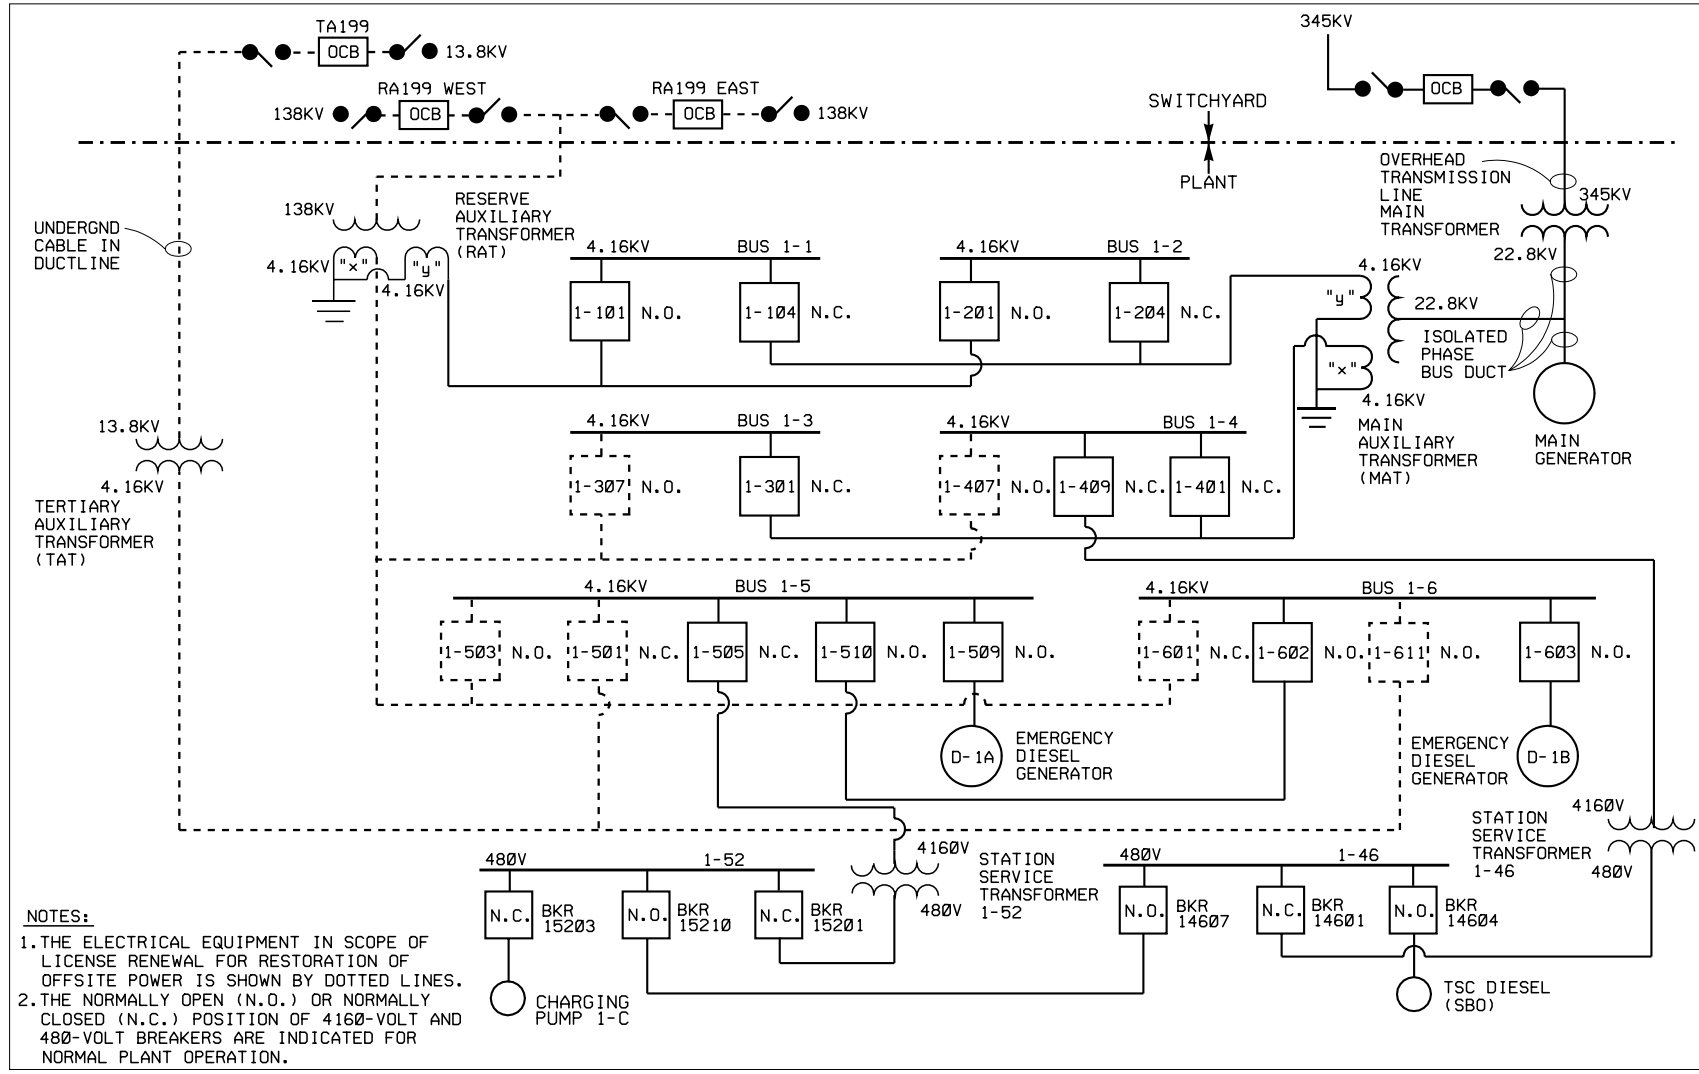 TA199
OCB
13.8KV
345KV
RA199 WEST
RA199 EAST
138KV
OCB
OCB
138KV
OCB
SWITCHYARD
PLANT
OVERHEAD
TRANSMISSION
LINE
MAIN
TRANSFORMER
345KV
22.8KV
UNDERGND
CABLE IN
DUCTLINE
138KV
RESERVE
AUXILIARY
TRANSFORMER
(RAT)
4.16KV
"x"
"y"
4.16KV
4.16KV
BUS 1-1
4.16KV
BUS 1-2
1-101
N.O.
1-104
N.C.
1-201
N.O.
1-204
N.C.
4.16KV
"y"
22.8KV
ISOLATED
PHASE
BUS DUCT
"x"
4.16KV
MAIN
AUXILIARY
TRANSFORMER
(MAT)
MAIN
GENERATOR
13.8KV
4.16KV
TERTIARY
AUXILIARY
TRANSFORMER
(TAT)
4.16KV
BUS 1-3
4.16KV
BUS 1-4
1-307
N.O.
1-301
N.C.
1-407
N.O.
1-409
N.C.
1-401
N.C.
4.16KV
BUS 1-5
4.16KV
BUS 1-6
1-503
N.O.
1-501
N.C.
1-505
N.C.
1-510
N.O.
1-509
N.O.
1-601
N.C.
1-602
N.O.
1-611
N.O.
1-603
N.O.
D-1A
EMERGENCY
DIESEL
GENERATOR
EMERGENCY
DIESEL
GENERATOR
D-1B
4160V
STATION
SERVICE
TRANSFORMER
1-46
480V
480V
1-52
4160V
480V
STATION
SERVICE
TRANSFORMER
1-52
480V
1-46
N.C.
BKR
15203
N.O.
BKR
15210
N.C.
BKR
15201
N.O.
BKR
14607
N.C.
BKR
14601
N.O.
BKR
14604
CHARGING
PUMP 1-C
TSC DIESEL
(SBO)
NOTES:
1. THE ELECTRICAL EQUIPMENT IN SCOPE OF
LICENSE RENEWAL FOR RESTORATION OF
OFFSITE POWER IS SHOWN BY DOTTED LINES.
2. THE NORMALLY OPEN (N.O.) OR NORMALLY
CLOSED (N.C.) POSITION OF 4160-VOLT AND
480-VOLT BREAKERS ARE INDICATED FOR
NORMAL PLANT OPERATION.